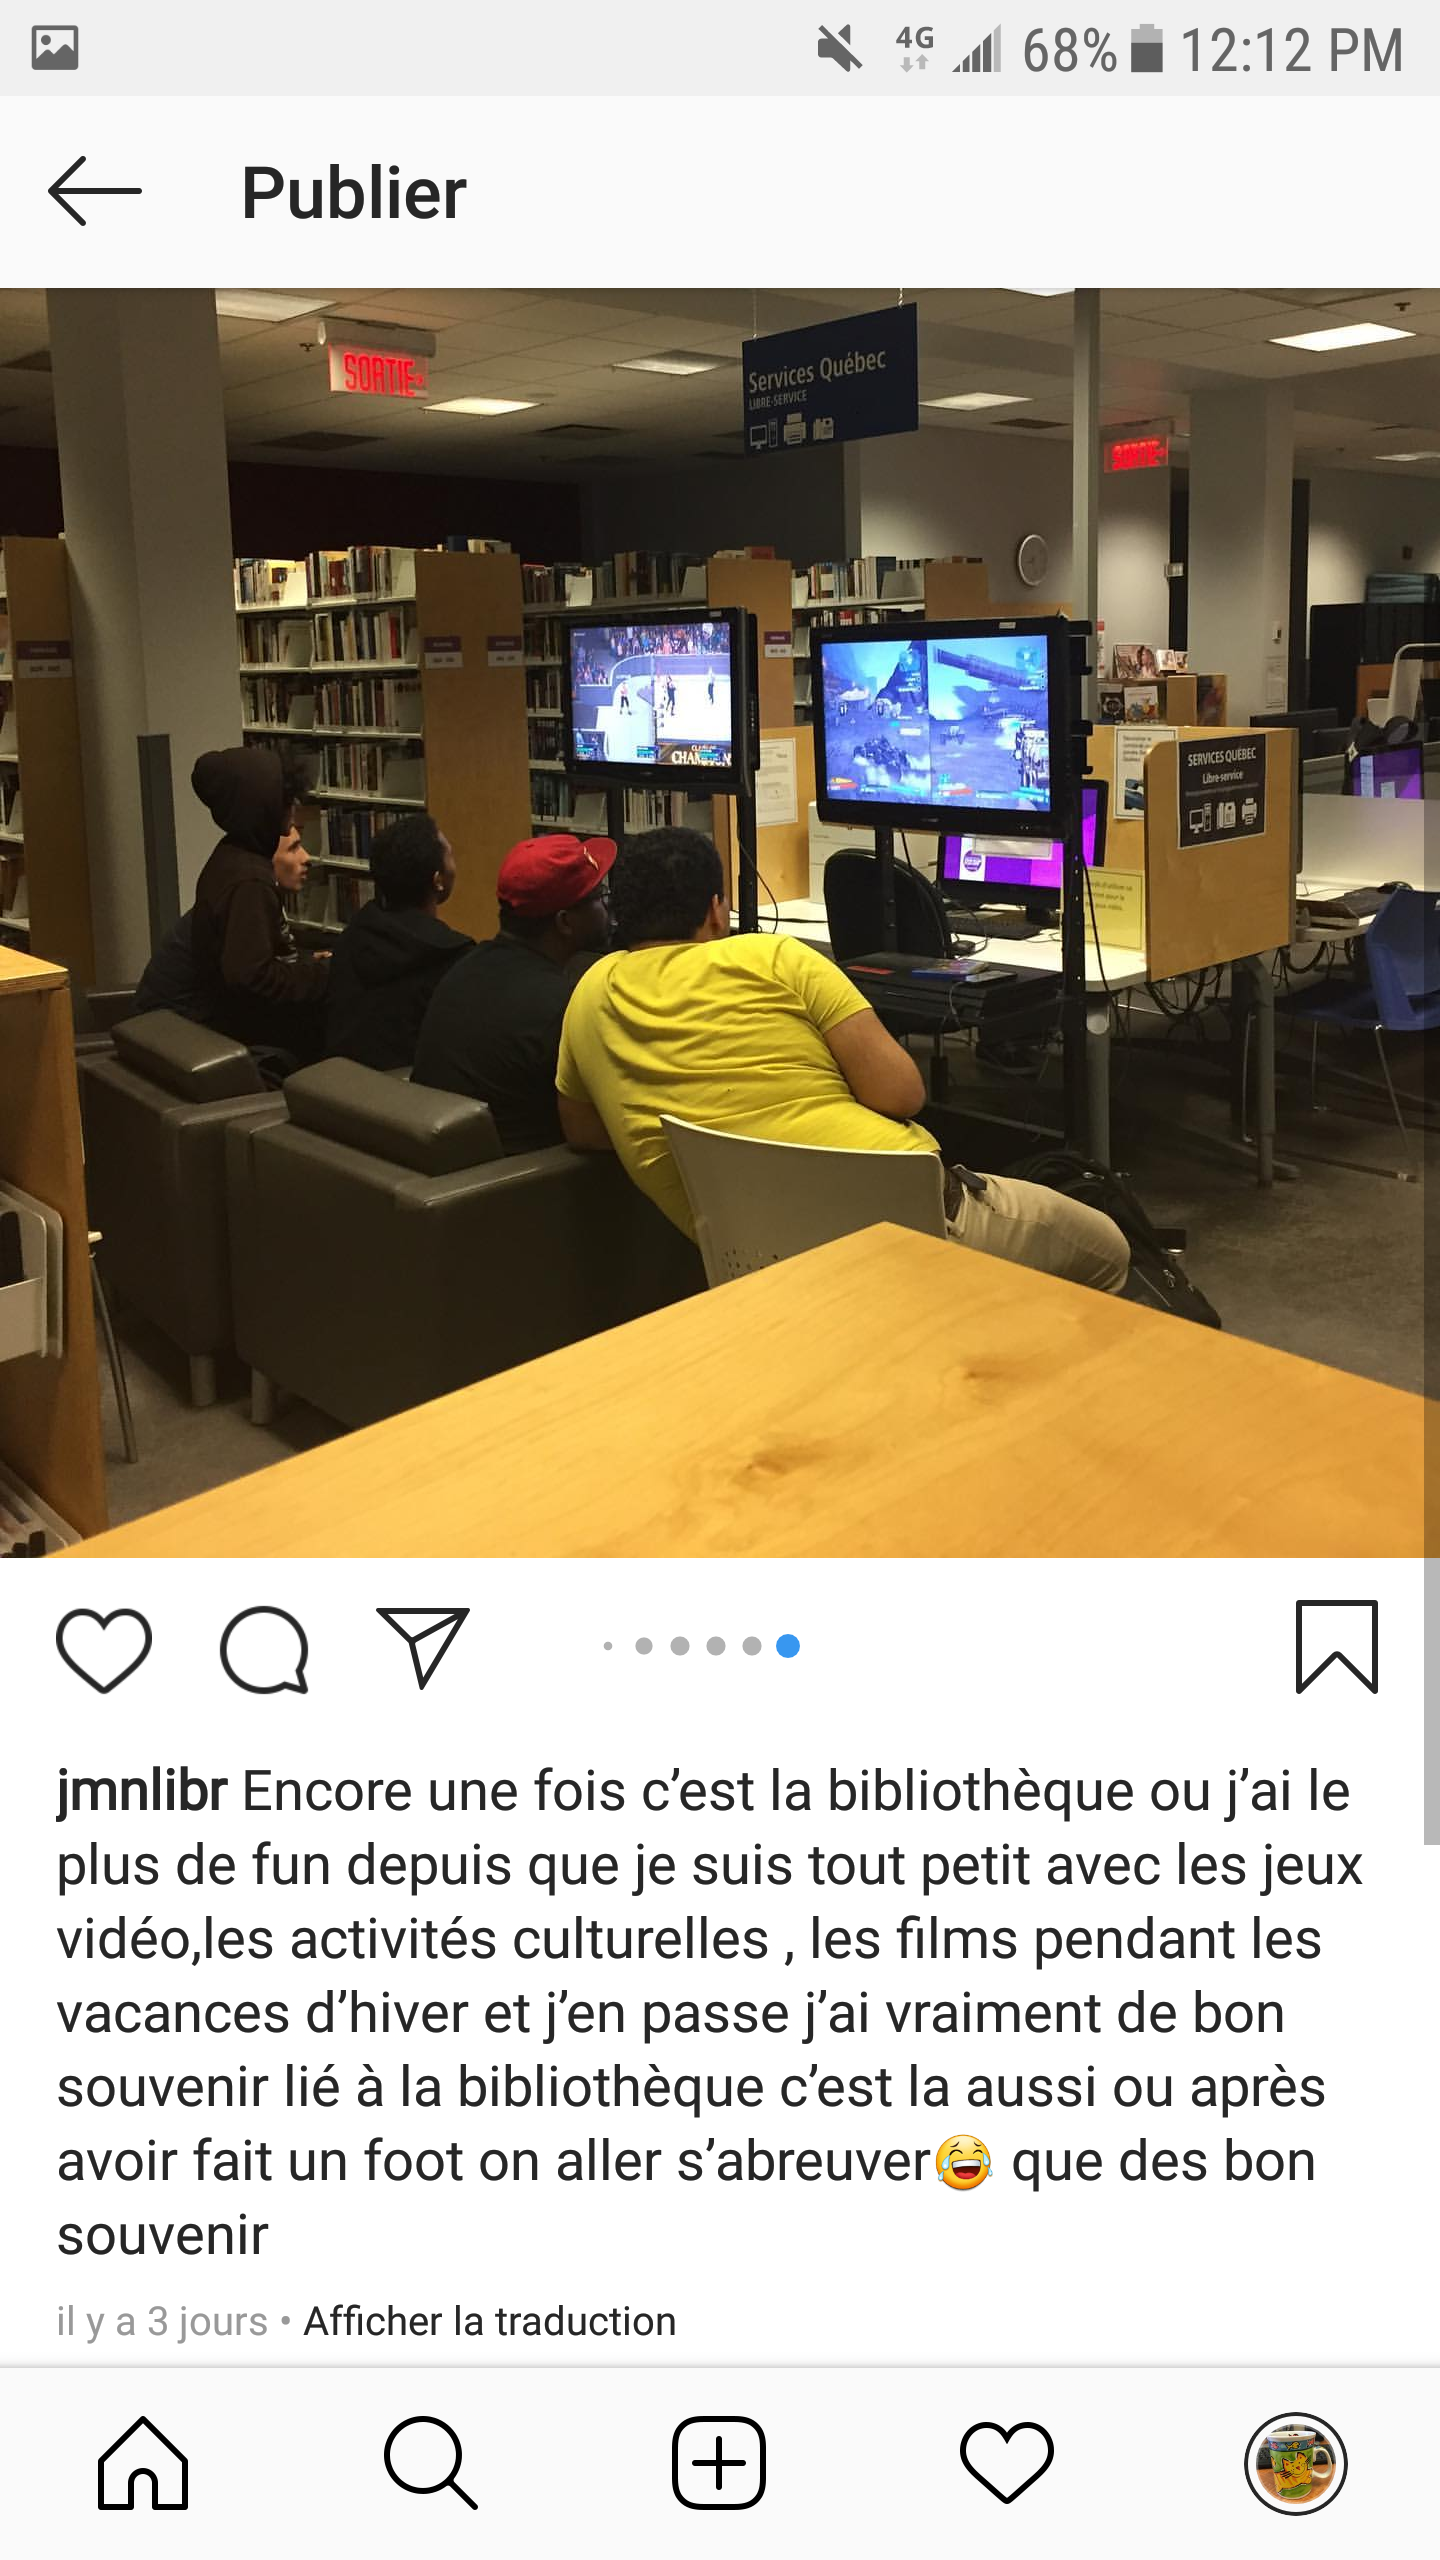 4G 68% 12:12 PM
Publier
SORTIE
Services Québec
LIBRE-SERVICE
SORTIE
SERVICES QUÉBEC
Libre-service
jmnlibr Encore une fois c’est la bibliothèque ou j’ai le
plus de fun depuis que je suis tout petit avec les jeux
vidéo,les activités culturelles , les films pendant les
vacances d’hiver et j’en passe j’ai vraiment de bon
souvenir lié à la bibliothèque c’est la aussi ou après
avoir fait un foot on aller s’abreuver😂 que des bon
souvenir
il y a 3 jours • Afficher la traduction